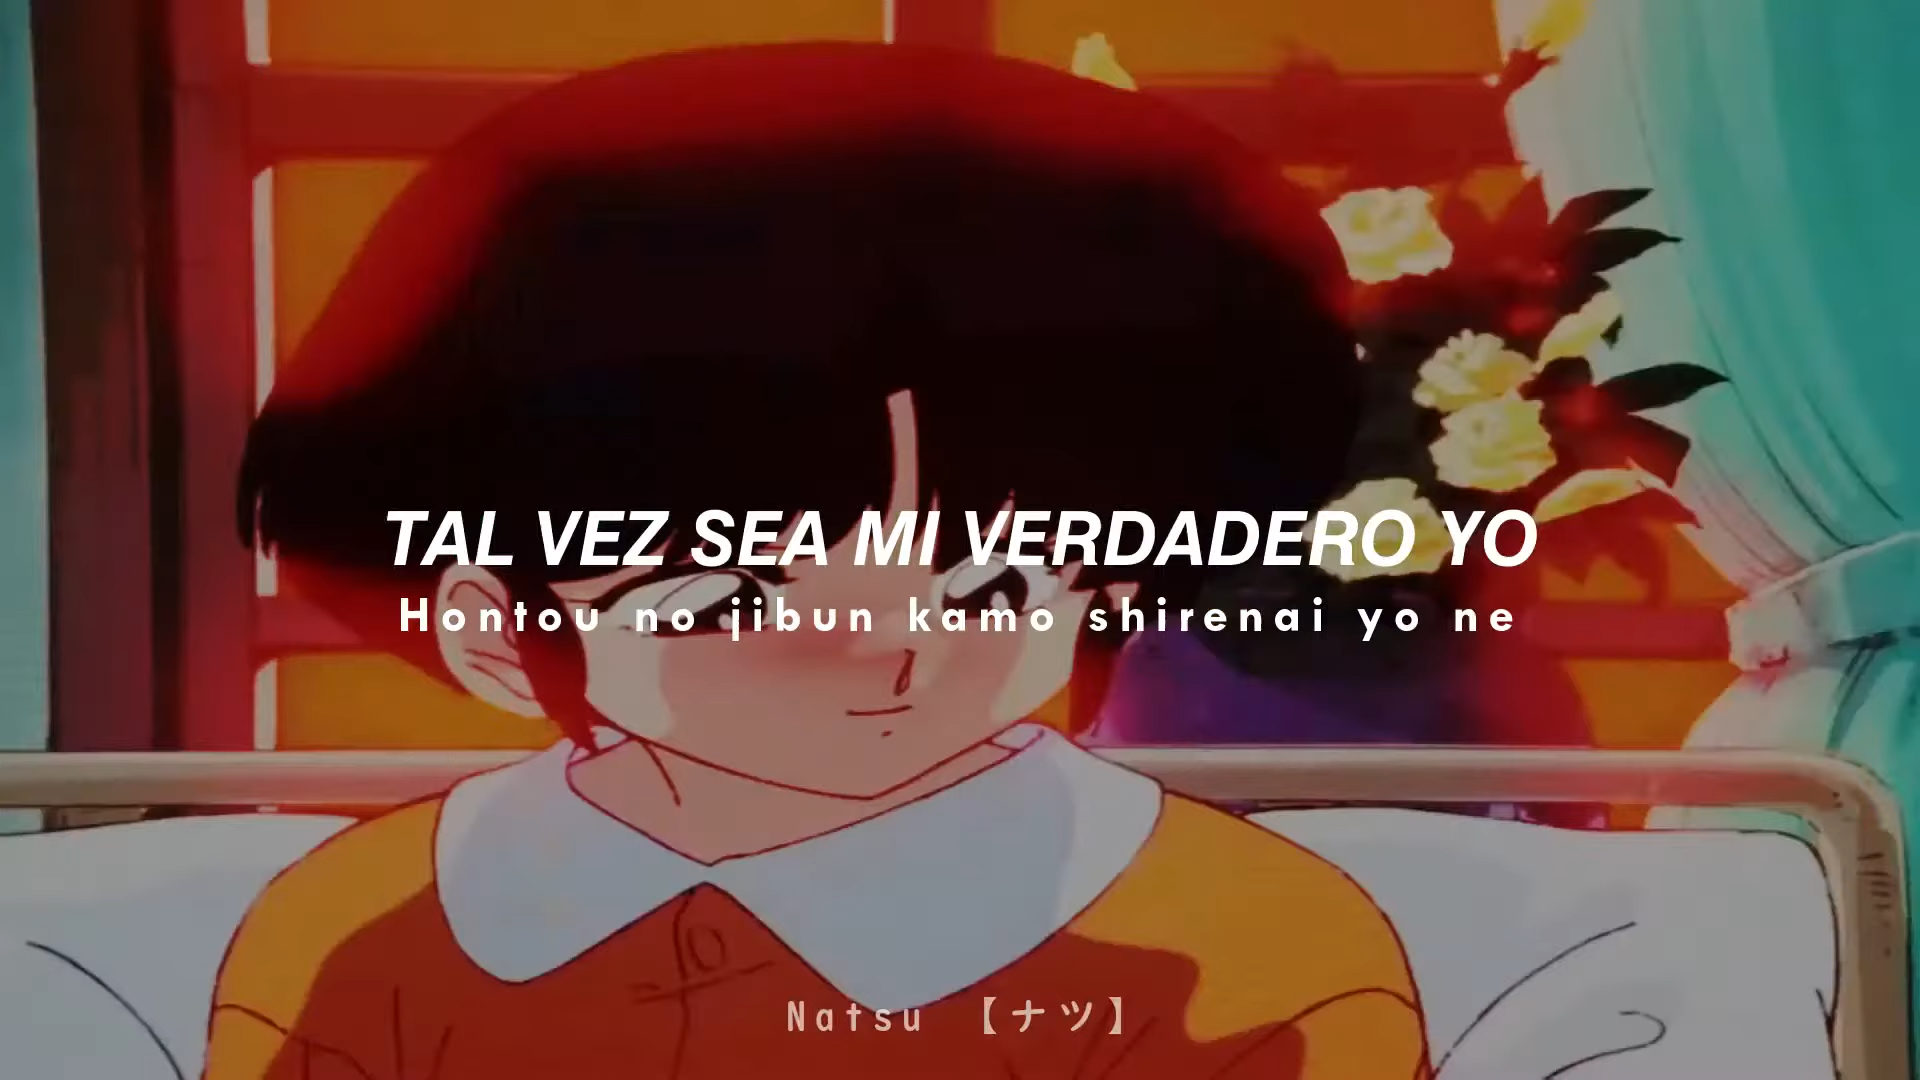 TAL VEZ SEA MI VERDADERO YO
Hontou no jibun kamo shirenai yo ne
Natsu 【ナツ】